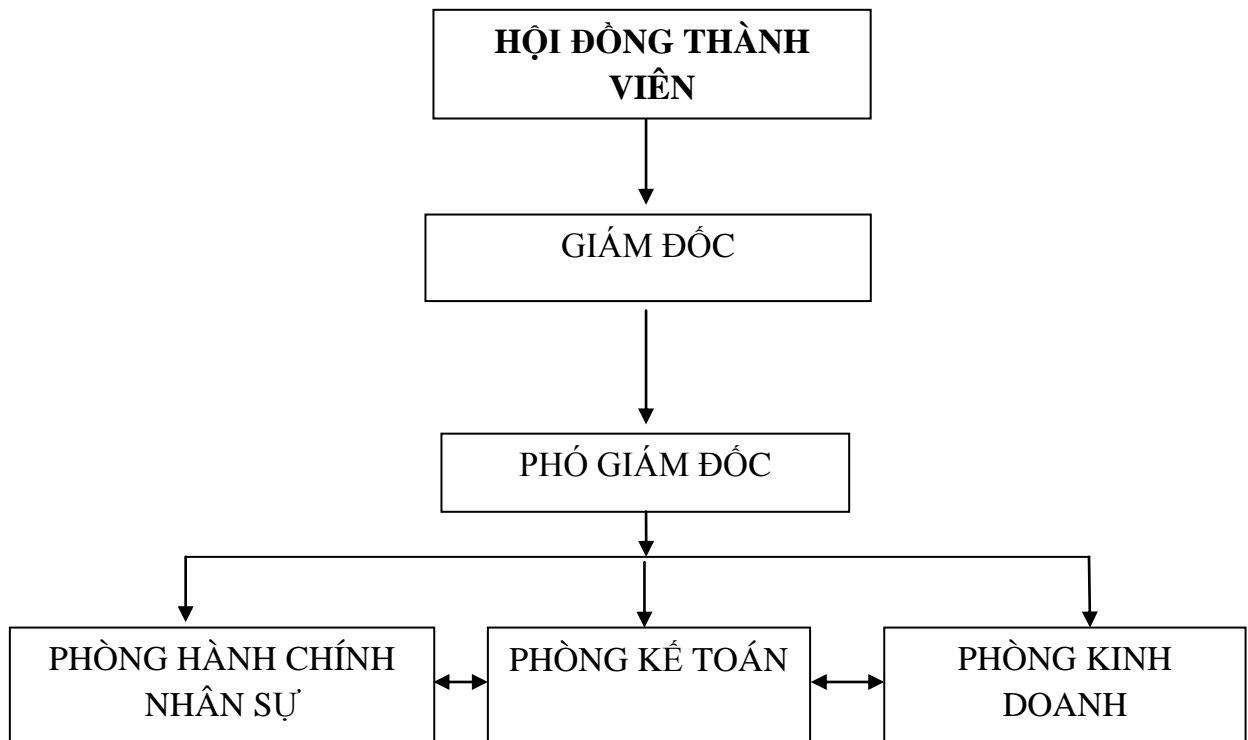 HỘI ĐỒNG THÀNH
VIÊN
GIÁM ĐỐC
PHÓ GIÁM ĐỐC
PHÒNG HÀNH CHÍNH
NHÂN SỰ
PHÒNG KẾ TOÁN
PHÒNG KINH
DOANH